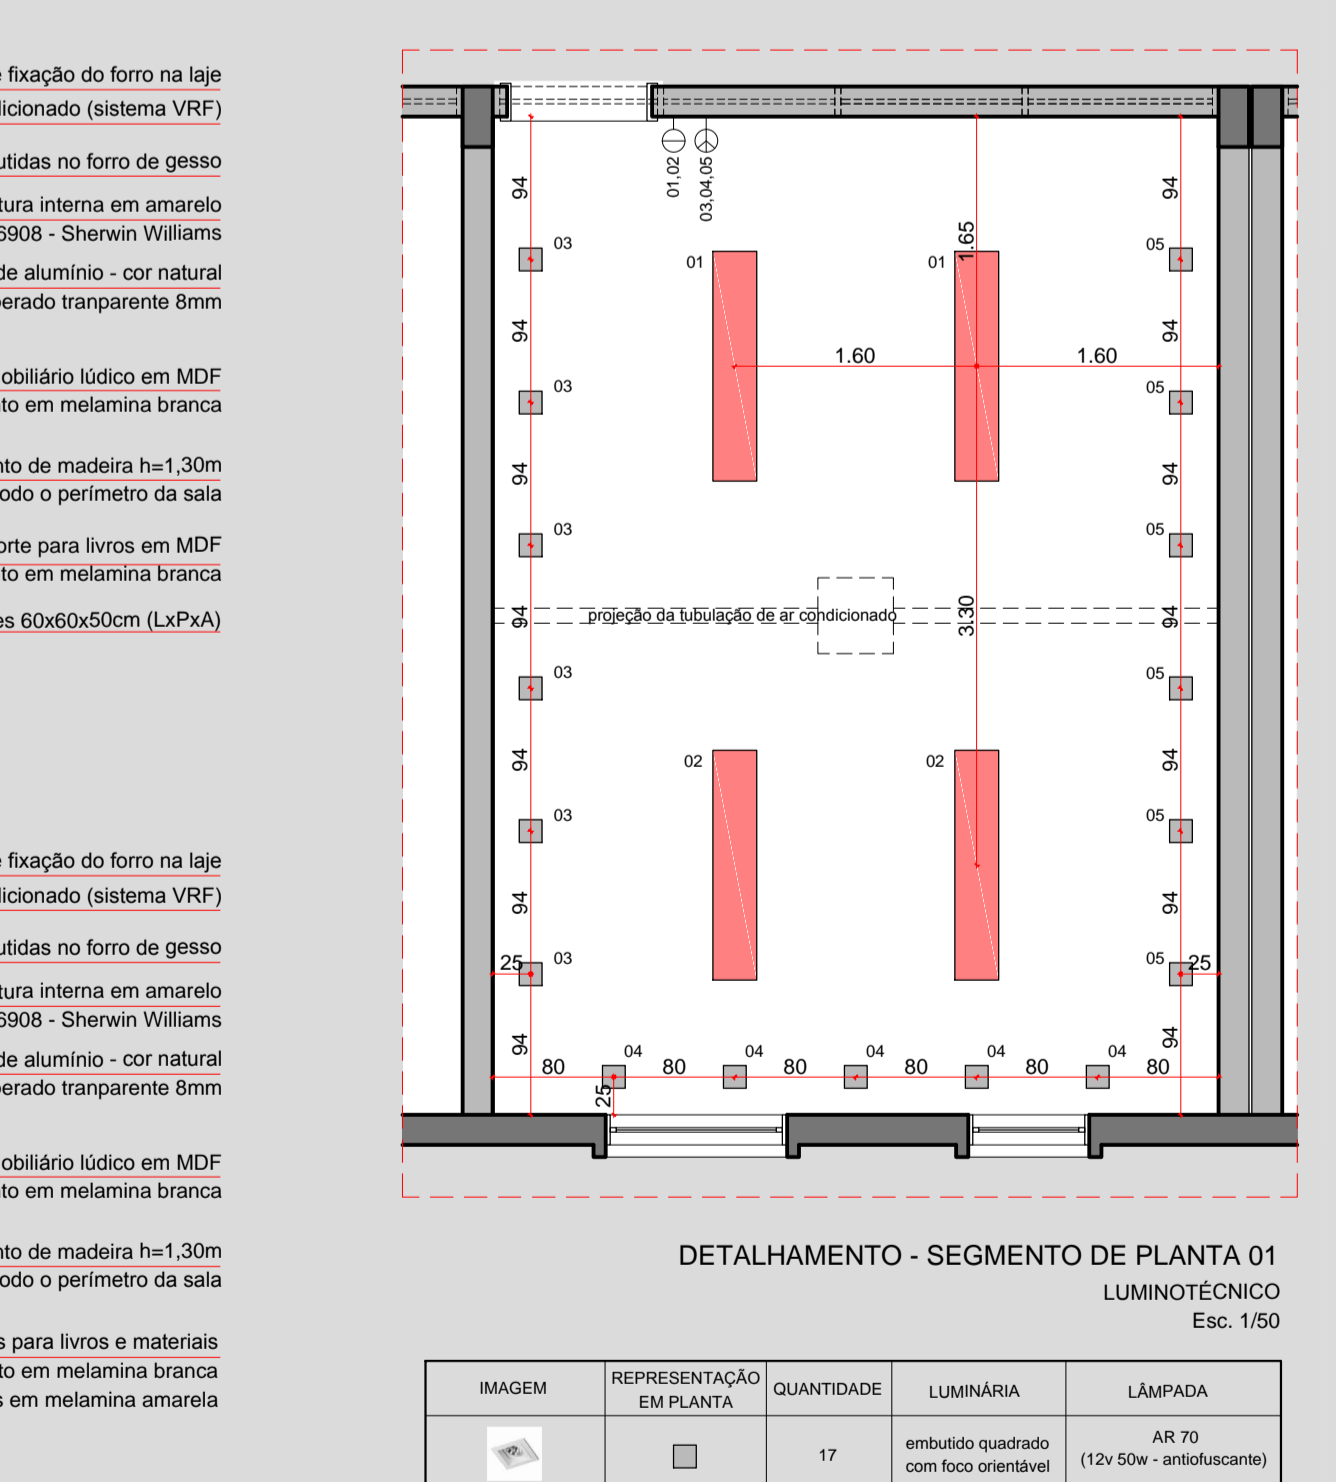 fixação do forro na laje
dicionado (sistema VRF)
utidas no forro de gesso
tura interna em amarelo
6908 - Sherwin Williams
de alumínio - cor natural
perado tranparente 8mm
obiliário lúdico em MDF
to em melamina branca
nto de madeira h=1,30m
odo o perímetro da sala
orte para livros em MDF
to em melamina branca
es 60x60x50cm (LxPxA)
fixação do forro na laje
dicionado (sistema VRF)
utidas no forro de gesso
tura interna em amarelo
6908 - Sherwin Williams
de alumínio - cor natural
perado tranparente 8mm
obiliário lúdico em MDF
to em melamina branca
nto de madeira h=1,30m
odo o perímetro da sala
s para livros e materiais
to em melamina branca
s em melamina amarela
01,02
03,04,05
94
94
1.65
03
01
01
05
94
94
1.60
1.60
03
05
94
94
03
05
94
projeção da tubulação de ar condicionado
3.30
94
03
05
94
02
02
94
03
05
94
94
25
03
05
25
94
94
80
04
80
04
80
04
80
04
80
04
80
25
DETALHAMENTO - SEGMENTO DE PLANTA 01
LUMINOTÉCNICO
Esc. 1/50
IMAGEM
REPRESENTAÇÃO
EM PLANTA
QUANTIDADE
LUMINÁRIA
LÂMPADA
17
embutido quadrado
com foco orientável
AR 70
(12v 50w - antiofuscante)